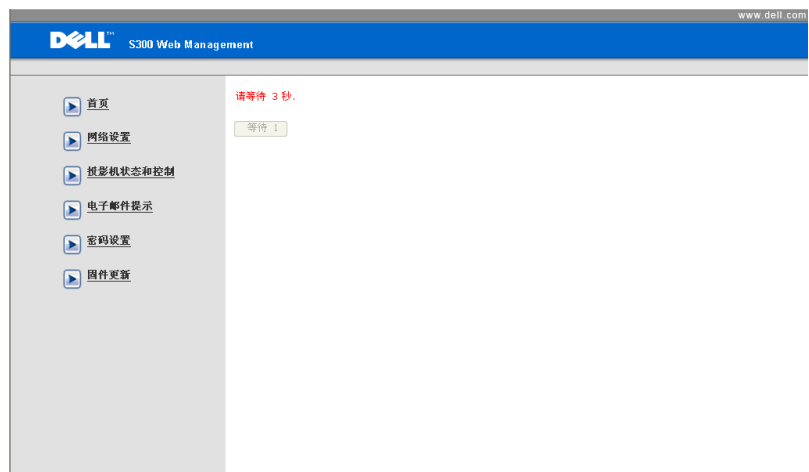 www.dell.com
DELL™ S300 Web Management
首页
网络设置
投影机状态和控制
电子邮件提示
密码设置
固件更新
请等待 3 秒.
等待 1